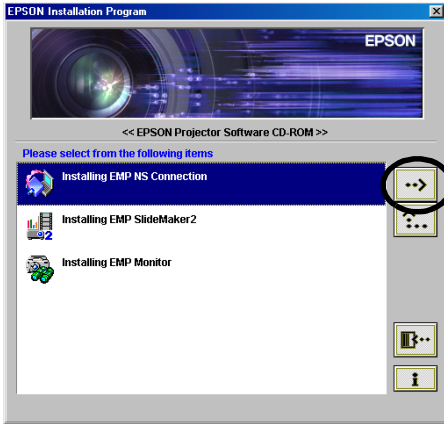 EPSON Installation Program
EPSON
<< EPSON Projector Software CD-ROM >>
Please select from the following items
Installing EMP NS Connection
Installing EMP SlideMaker2
2
Installing EMP Monitor
i